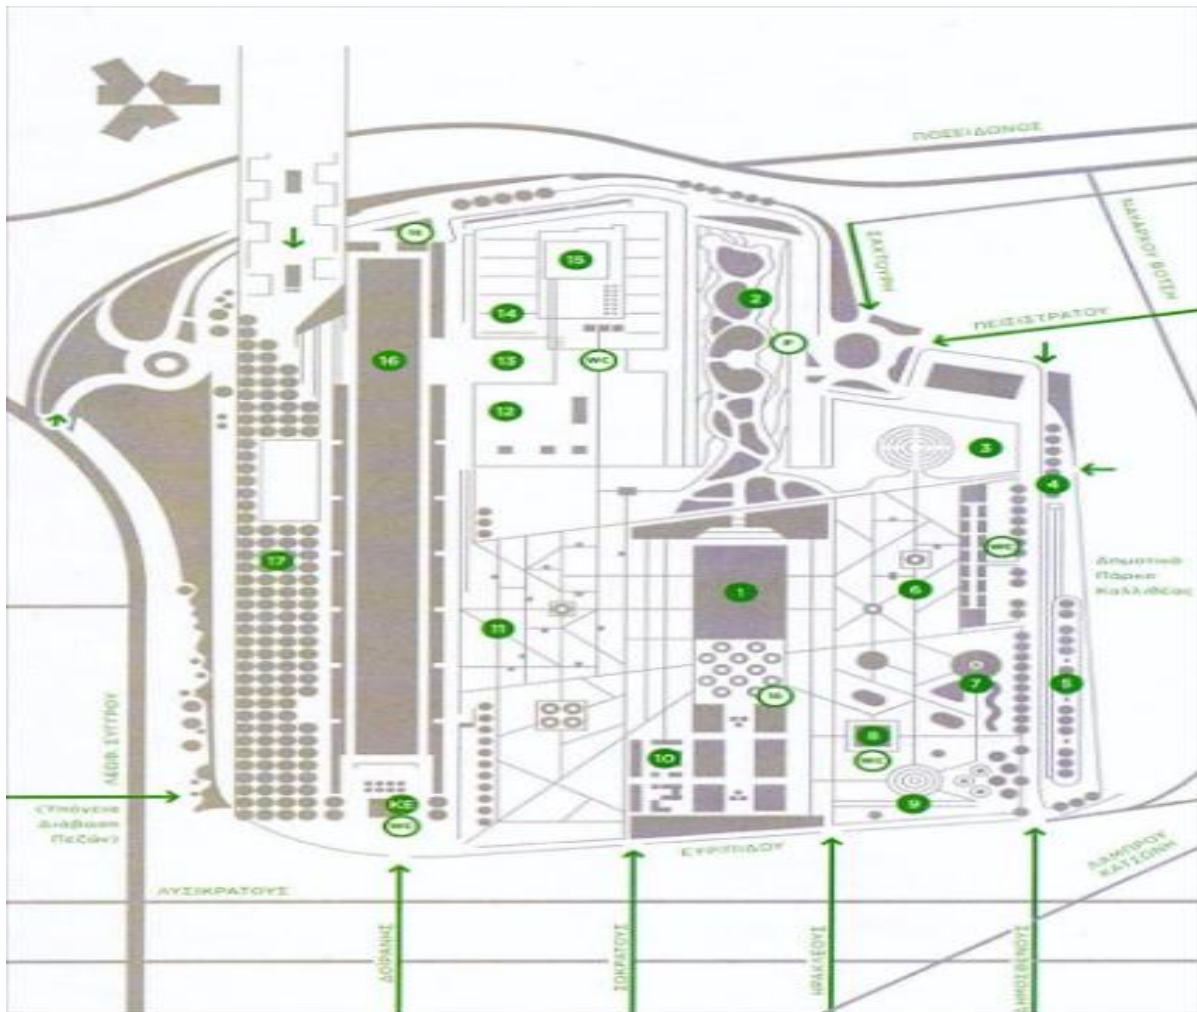 ΠΟΣΕΙΔΩΝΟΣ
ΣΑΧΤΟΥΡΗ
ΝΑΥΑΡΧΟΥ ΒΟΤΣΗ
ΠΕΙΣΙΣΤΡΑΤΟΥ
15
2
14
P
16
13
WC
12
3
4
17
WC
Δημοτικό
Πάρκο
Καλλιθέας
1
6
11
7
5
8
10
WC
ΛΕΩΦ. ΣΥΓΓΡΟΥ
(Υπόγεια
Διάβαση
Πεζών)
ΚΕ
9
WC
ΕΥΡΙΠΙΔΟΥ
ΛΑΜΠΡΟΥ
ΚΑΤΣΩΝΗ
ΛΥΣΙΚΡΑΤΟΥΣ
ΔΟΪΡΑΝΗΣ
ΣΩΚΡΑΤΟΥΣ
ΗΡΑΚΛΕΟΥΣ
ΔΗΜΟΣΘΕΝΟΥΣ